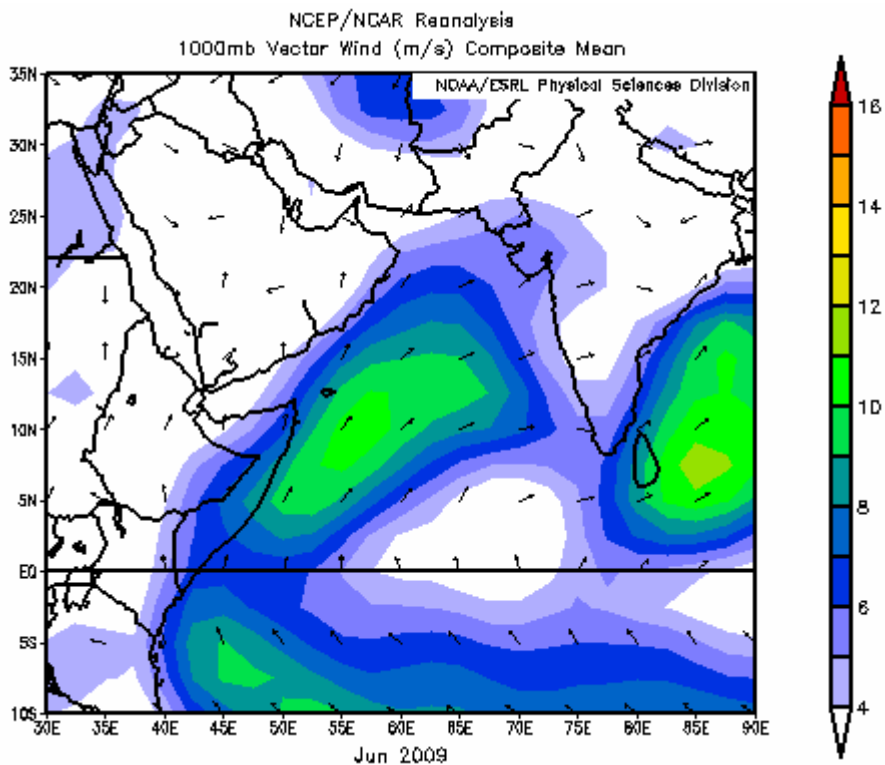 NCEP/NCAR Reanalysis
1000mb Vector Wind (m/s) Composite Mean
NOAA/ESRL Physical Sciences Division
35N
30N
25N
20N
15N
10N
5N
EQ
5S
10S
30E 35E 40E 45E 50E 55E 60E 65E 70E 75E 80E 85E 90E
Jun 2009
16
14
12
10
8
6
4